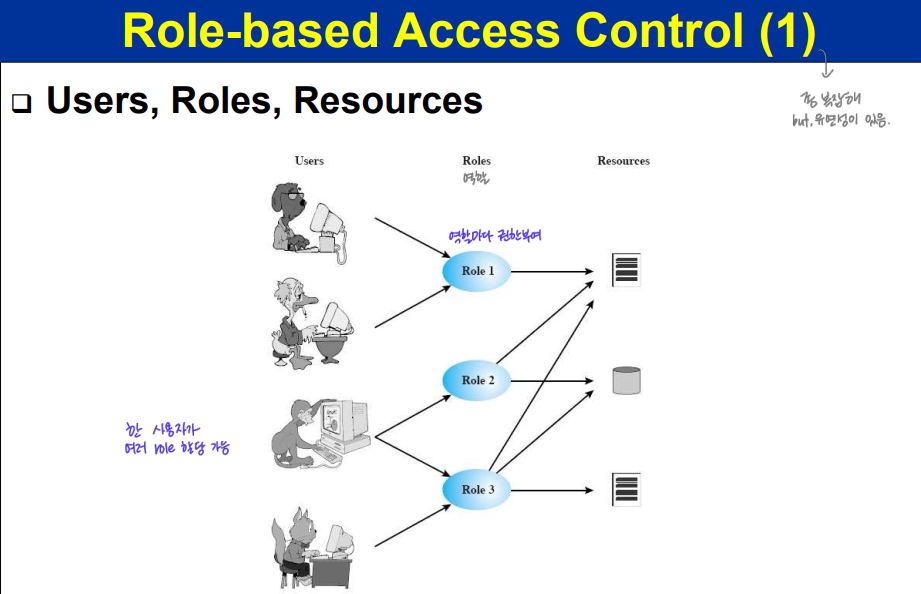 Role-based Access Control (1)
좀 복잡해
but, 유연성이 있음.
❑ Users, Roles, Resources
Users Roles Resources
역할
역할마다 권한부여
Role 1
Role 2
한 사용자가
여러 role 할당 가능
Role 3